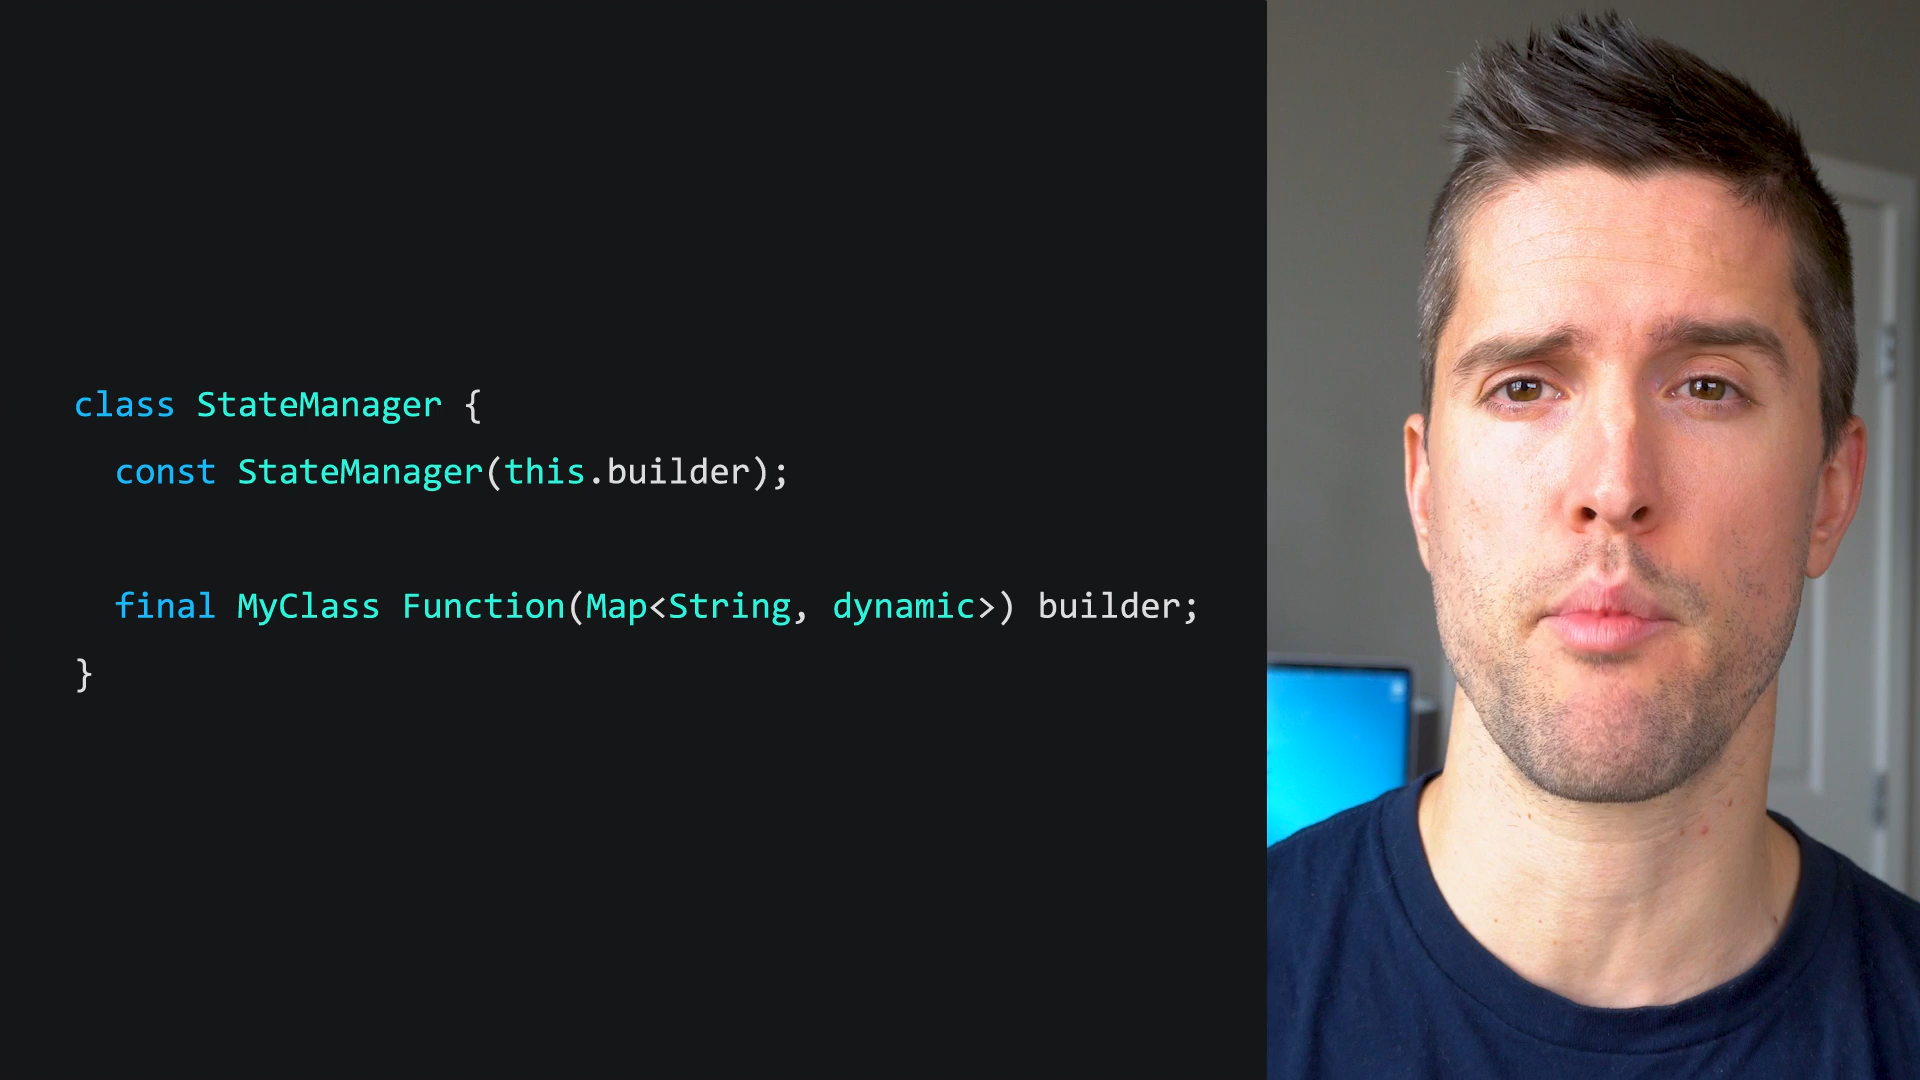 class StateManager {
const StateManager(this.builder);
final MyClass Function(Map<String, dynamic>) builder;
}